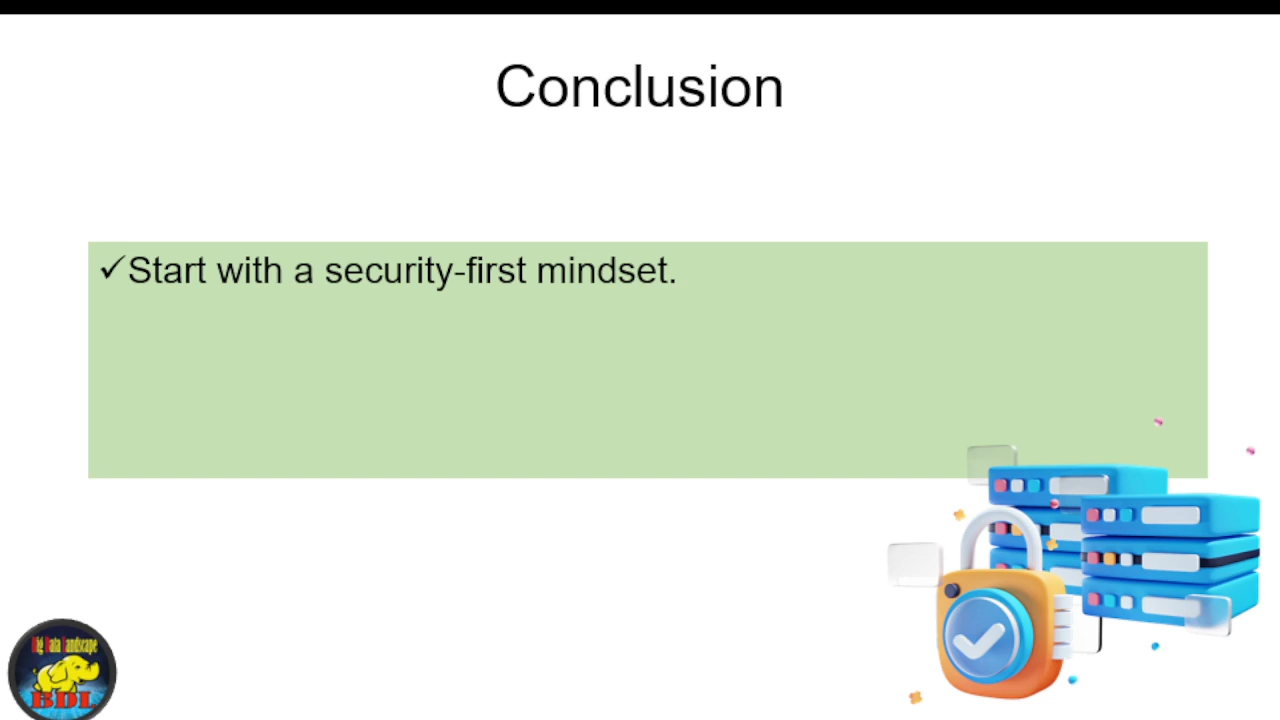 Conclusion
✓Start with a security-first mindset.
Big Data Landscape
BDL